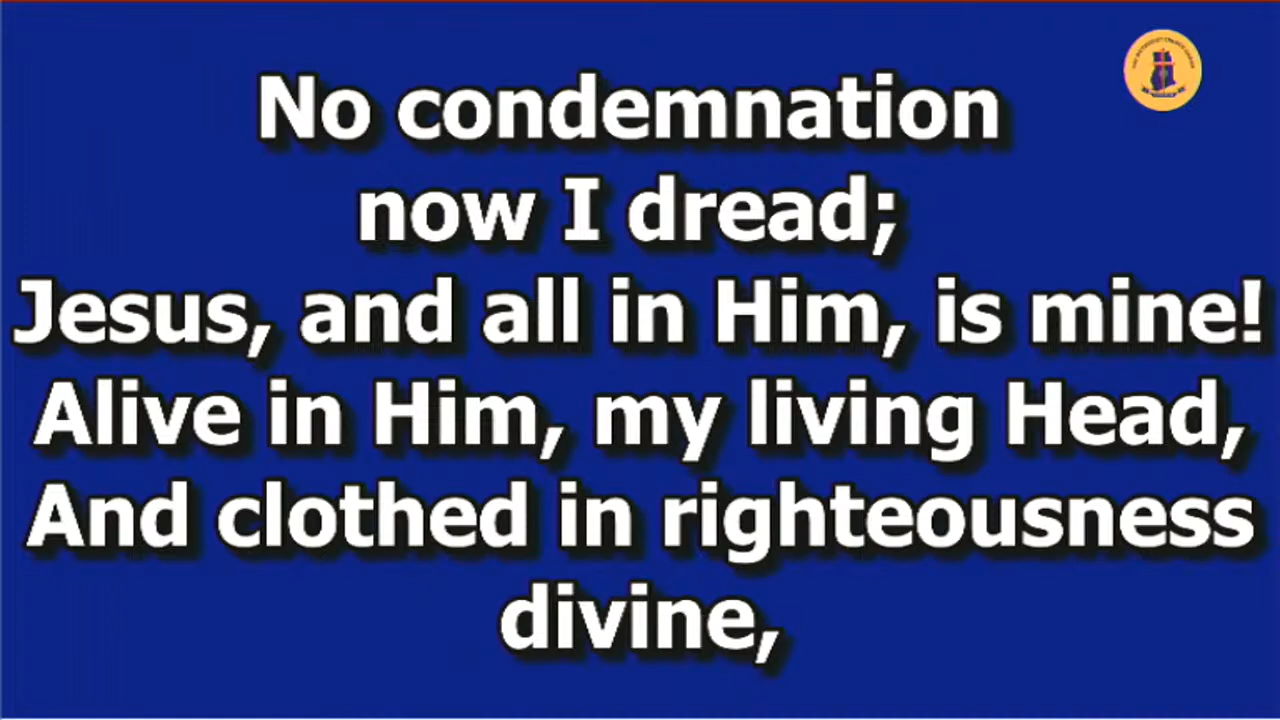 No condemnation
now I dread;
Jesus, and all in Him, is mine!
Alive in Him, my living Head,
And clothed in righteousness
divine,